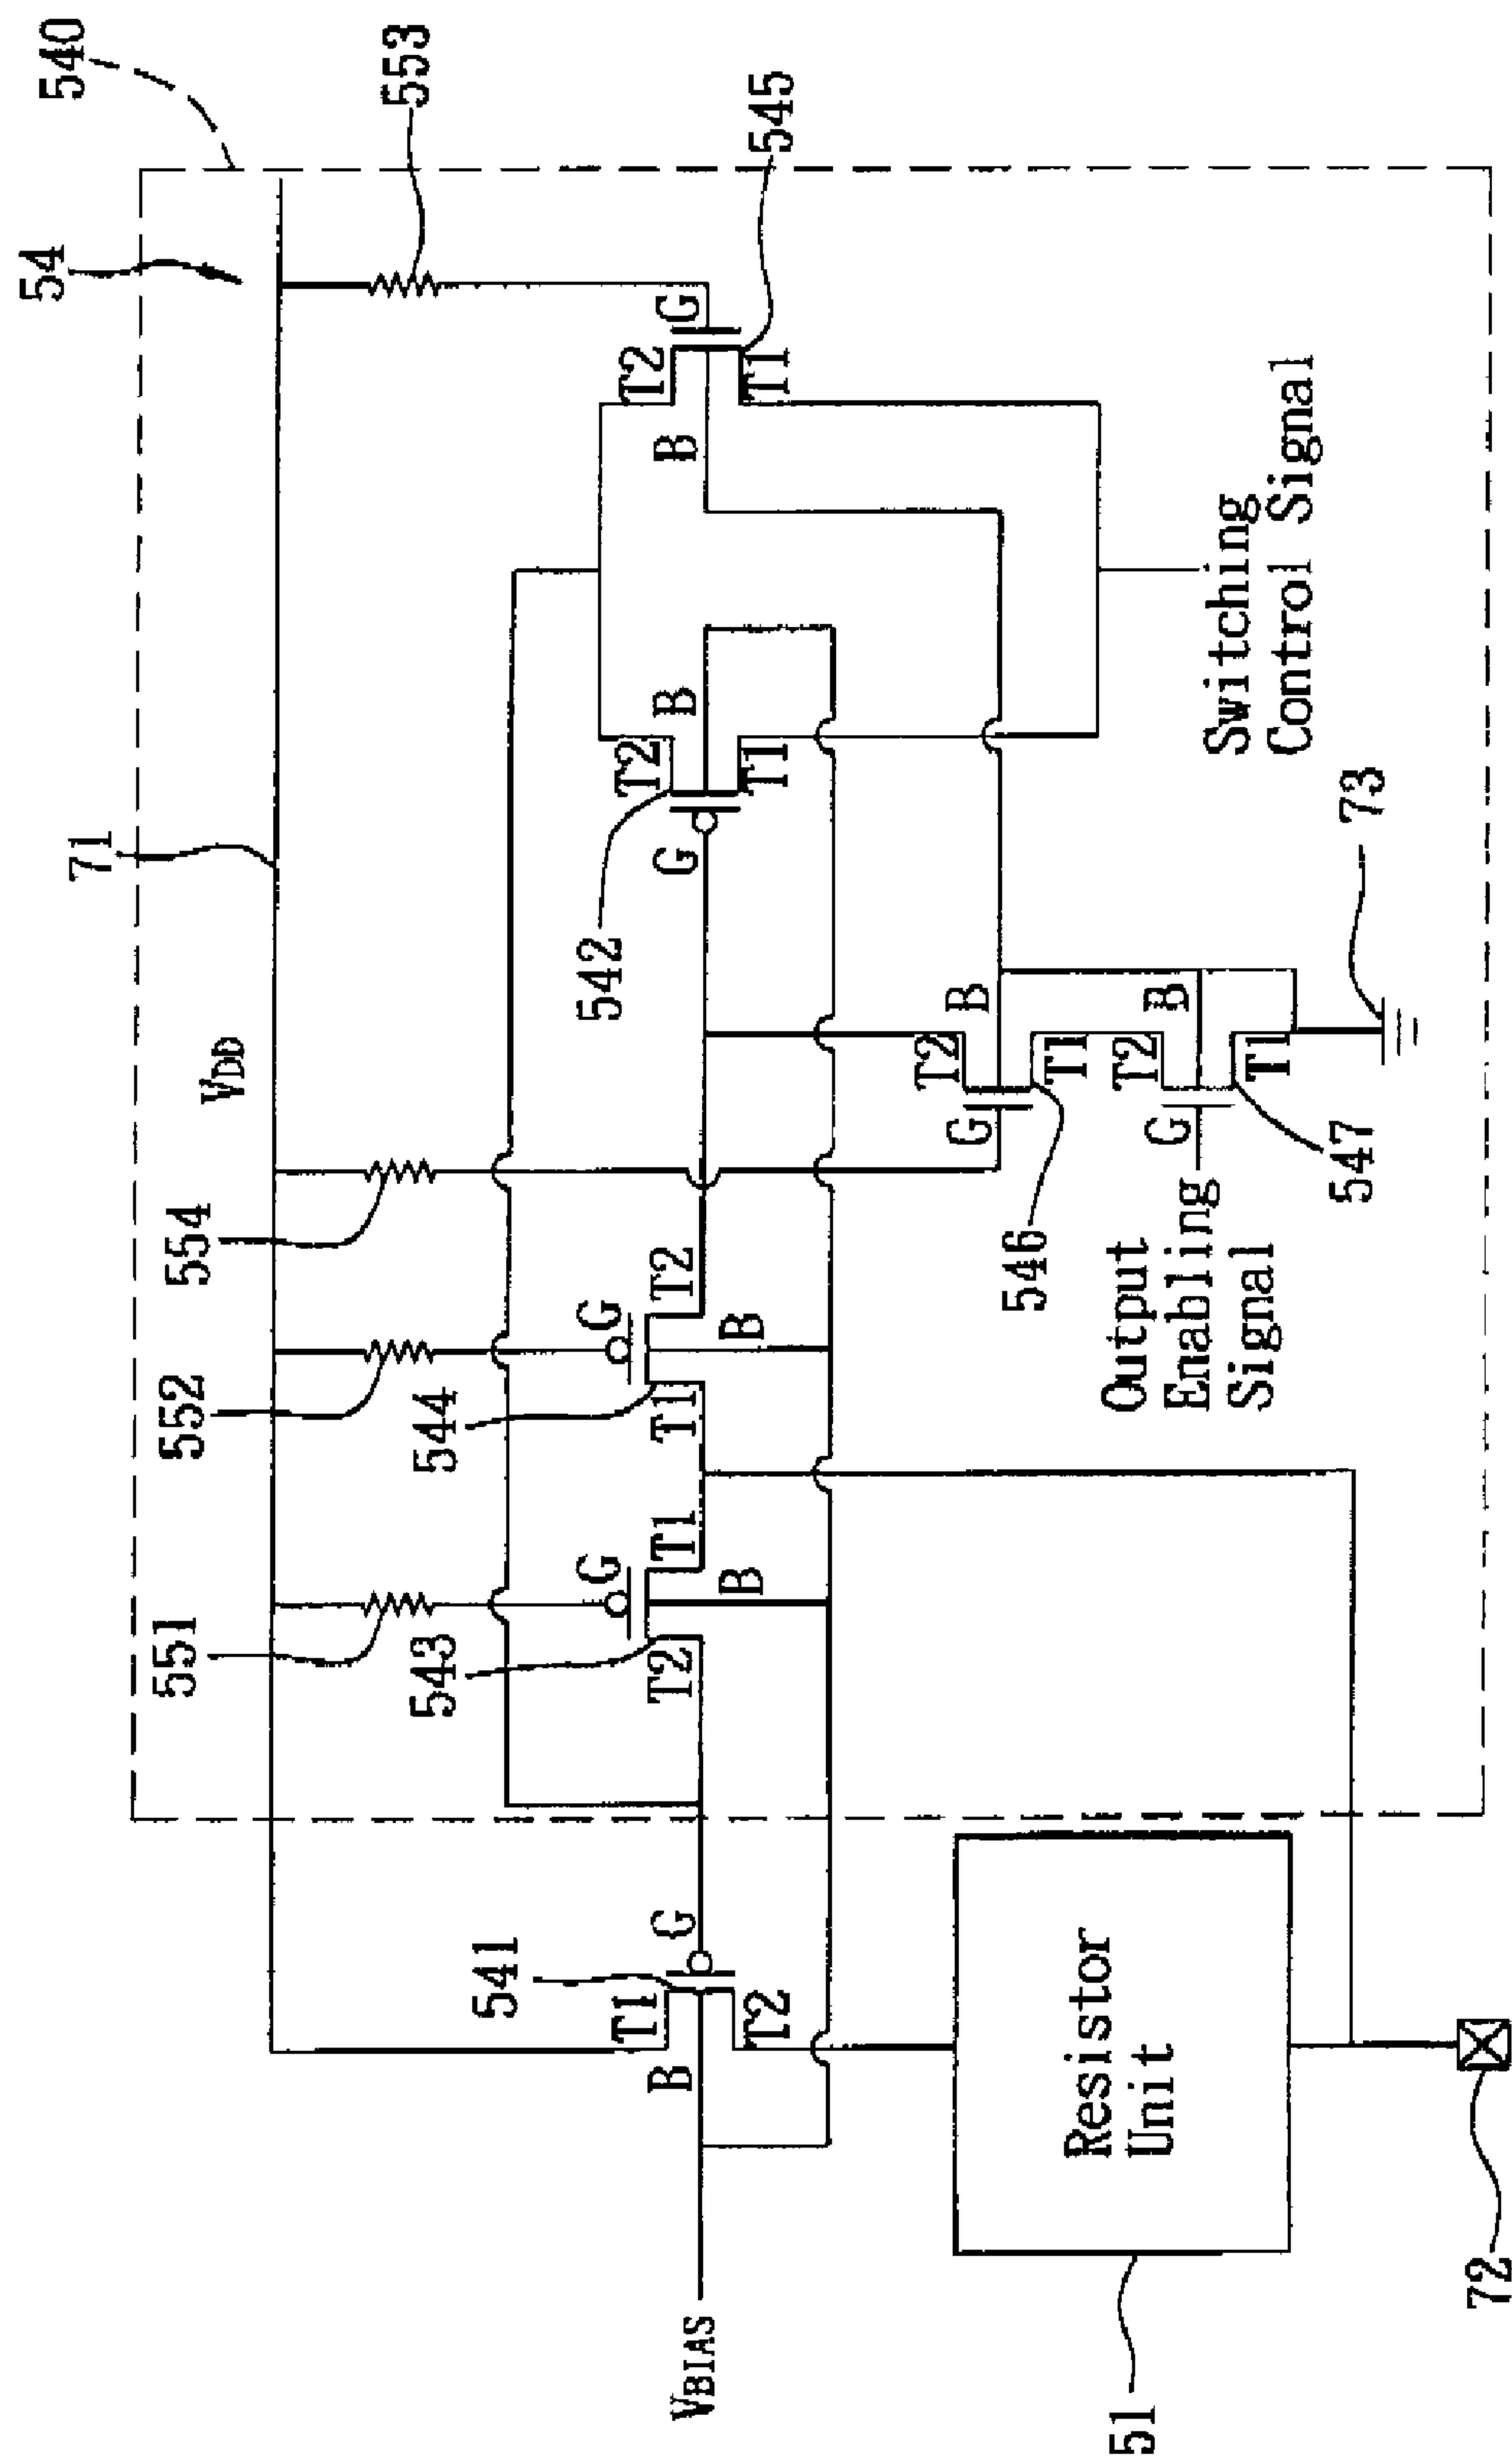 540
54
553
71
VDD
545
G
T2
T1
B
554
552
551
542
T2
B
T1
G
544
G
T2
T1
B
543
G
T1
T2
B
541
T1
G
B
T2
VBIAS
T2
B
G
T1
546
T2
B
G
T1
547
73
Switching
Control Signal
Output
Enabling
Signal
Resistor
Unit
51
72